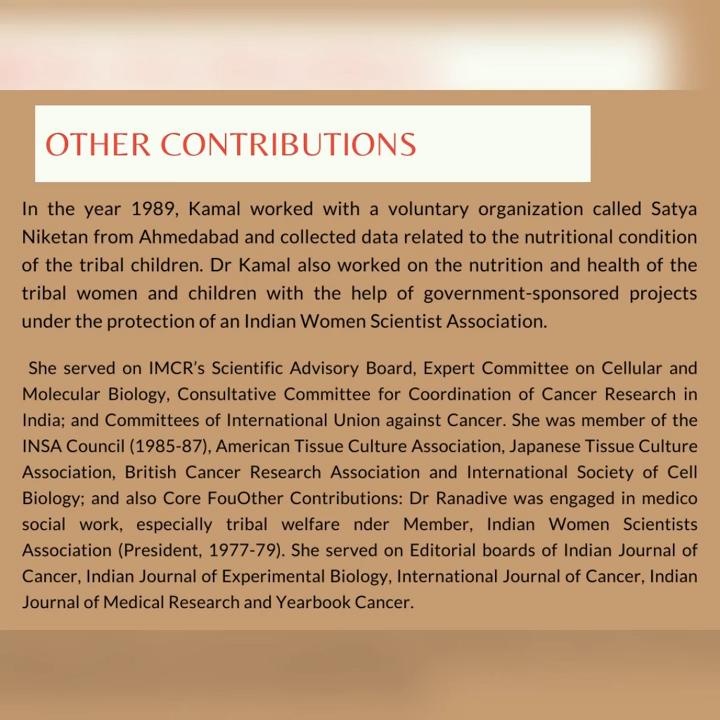 OTHER CONTRIBUTIONS
In the year 1989, Kamal worked with a voluntary organization called Satya
Niketan from Ahmedabad and collected data related to the nutritional condition
of the tribal children. Dr Kamal also worked on the nutrition and health of the
tribal women and children with the help of government-sponsored projects
under the protection of an Indian Women Scientist Association.
She served on IMCR's Scientific Advisory Board, Expert Committee on Cellular and
Molecular Biology, Consultative Committee for Coordination of Cancer Research in
India; and Committees of International Union against Cancer. She was member of the
INSA Council (1985-87), American Tissue Culture Association, Japanese Tissue Culture
Association, British Cancer Research Association and International Society of Cell
Biology; and also Core FouOther Contributions: Dr Ranadive was engaged in medico
social work, especially tribal welfare nder Member, Indian Women Scientists
Association (President, 1977-79). She served on Editorial boards of Indian Journal of
Cancer, Indian Journal of Experimental Biology, International Journal of Cancer, Indian
Journal of Medical Research and Yearbook Cancer.